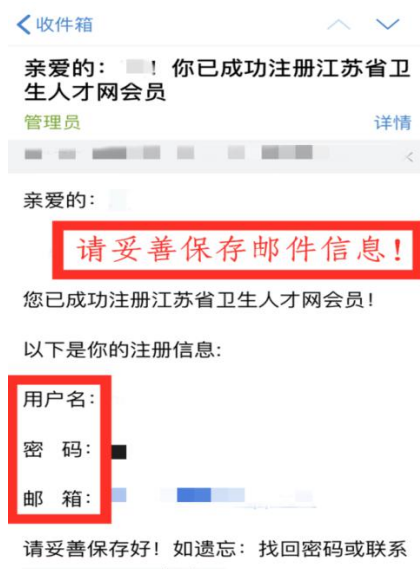 收件箱
亲爱的： ！你已成功注册江苏省卫
生人才网会员
管理员 详情
亲爱的：
请妥善保存邮件信息！
您已成功注册江苏省卫生人才网会员！
以下是你的注册信息：
用户名：
密 码：
邮 箱：
请妥善保存好！如遗忘：找回密码或联系